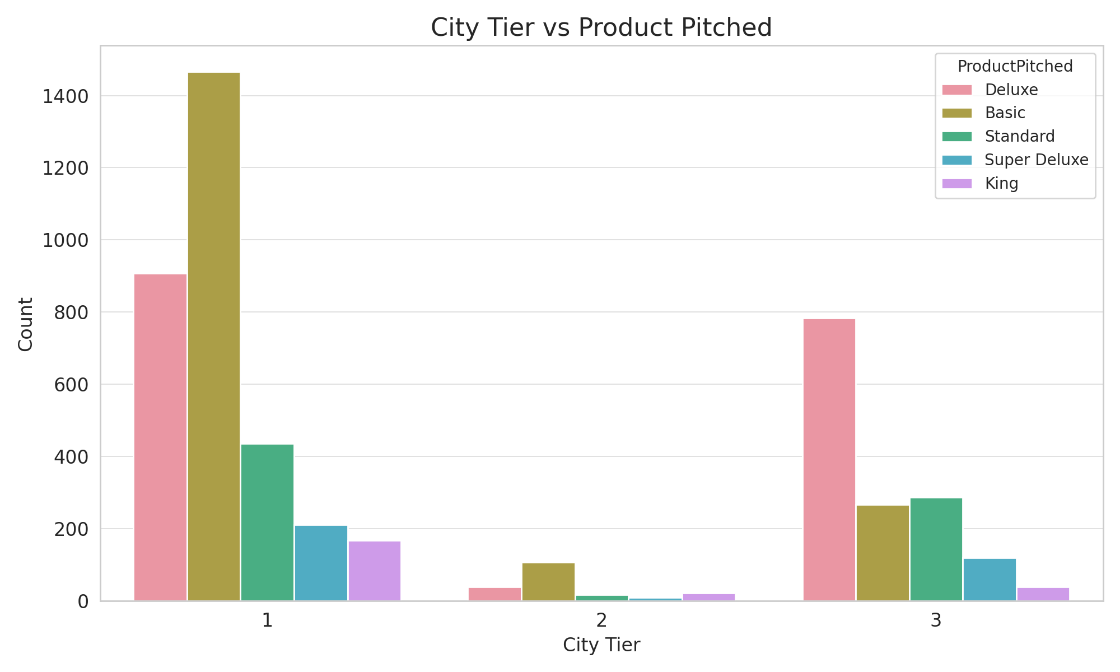 City Tier vs Product Pitched
ProductPitched
Deluxe
Basic
Standard
Super Deluxe
King
Count
1400
1200
1000
800
600
400
200
0
1
2
3
City Tier